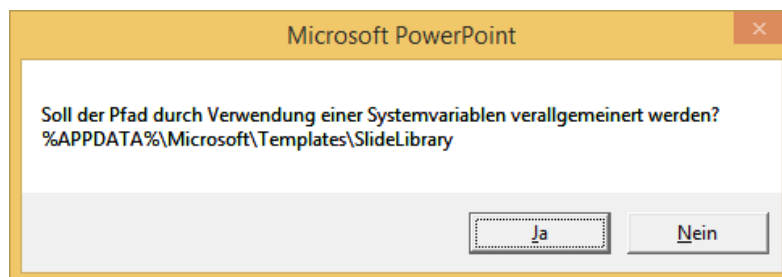 Microsoft PowerPoint
Soll der Pfad durch Verwendung einer Systemvariablen verallgemeinert werden?
%APPDATA%\Microsoft\Templates\SlideLibrary
Ja
Nein